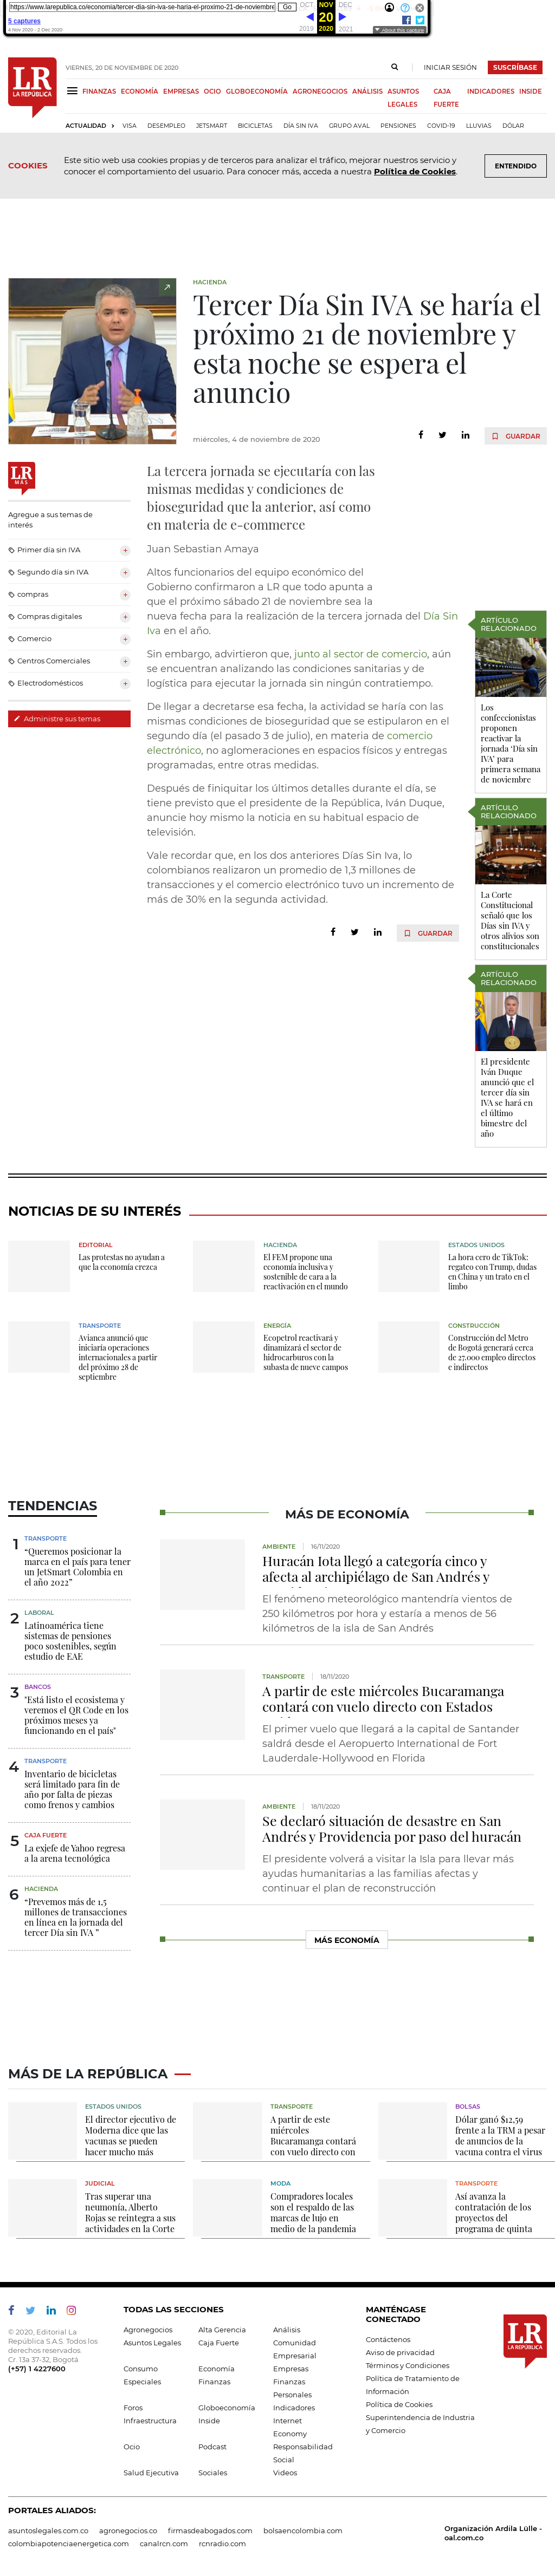 https://www.larepublica.co/economia/tercer-dia-sin-iva-se-haria-el-proximo-21-de-noviembre
Go
OCT NOV DEC
20
2019 2020 2021
5 captures
4 Nov 2020 - 2 Dec 2020
About this capture
LR
LA REPÚBLICA
VIERNES, 20 DE NOVIEMBRE DE 2020
INICIAR SESIÓN
SUSCRÍBASE
FINANZAS ECONOMÍA EMPRESAS OCIO GLOBOECONOMÍA AGRONEGOCIOS ANÁLISIS ASUNTOS LEGALES CAJA FUERTE INDECADORES INSIDE
ACTUALIDAD › VISA DESEMPLEO JETSMART BICICLETAS DÍA SIN IVA GRUPO AVAL PENSIONES COVID-19 LLUVIAS DÓLAR
COOKIES
Este sitio web usa cookies propias y de terceros para analizar el tráfico, mejorar nuestros servicio y
conocer el comportamiento del usuario. Para conocer más, acceda a nuestra Política de Cookies.
ENTENDIDO
HACIENDA
Tercer Día Sin IVA se haría el
próximo 21 de noviembre y
esta noche se espera el
anuncio
miércoles, 4 de noviembre de 2020
GUARDAR
LR
MÁS
Agregue a sus temas de
interés
Primer día sin IVA +
Segundo día sin IVA +
compras +
Compras digitales +
Comercio +
Centros Comerciales +
Electrodomésticos +
Administre sus temas
La tercera jornada se ejecutaría con las
mismas medidas y condiciones de
bioseguridad que la anterior, así como
en materia de e-commerce
Juan Sebastian Amaya
Altos funcionarios del equipo económico del
Gobierno confirmaron a LR que todo apunta a
que el próximo sábado 21 de noviembre sea la
nueva fecha para la realización de la tercera jornada del Día Sin
Iva en el año.
Sin embargo, advirtieron que, junto al sector de comercio, aún
se encuentran analizando las condiciones sanitarias y de
logística para ejecutar la jornada sin ningún contratiempo.
De llegar a decretarse para la fecha, la actividad se haría con las
mismas condiciones de bioseguridad que se estipularon en el
segundo día (el pasado 3 de julio), en materia de comercio
electrónico, no aglomeraciones en espacios físicos y entregas
programadas, entre otras medidas.
Después de finiquitar los últimos detalles durante el día, se
tiene previsto que el presidente de la República, Iván Duque,
anuncie hoy mismo la noticia en su habitual espacio de
televisión.
Vale recordar que, en los dos anteriores Días Sin Iva, lo
colombianos realizaron un promedio de 1,3 millones de
transacciones y el comercio electrónico tuvo un incremento de
más de 80% en la segunda actividad.
GUARDAR
ARTÍCULO
RELACIONADO
Los
confeccionistas
proponen
reactivar la
jornada ‘Día sin
IVA’ para
primera semana
de noviembre
ARTÍCULO
RELACIONADO
La Corte
Constitucional
señaló que los
Días sin IVA y
otros alivios son
constitucionales
ARTÍCULO
RELACIONADO
El presidente
Iván Duque
anunció que el
tercer día sin
IVA se hará en
el último
bimestre del
año
NOTICIAS DE SU INTERÉS
EDITORIAL
Las protestas no ayudan a
que la economía crezca
HACIENDA
El FEM propone una
economía inclusiva y
sostenible de cara a la
reactivación en el mundo
ESTADOS UNIDOS
La hora cero de TikTok:
regateo con Trump, dudas
en China y un trato en el
limbo
TRANSPORTE
Avianca anunció que
iniciaría operaciones
internacionales a partir
del próximo 28 de
septiembre
ENERGÍA
Ecopetrol reactivará y
dinamizará el sector de
hidrocarburos con la
subasta de nueve campos
CONSTRUCCIÓN
Construcción del Metro
de Bogotá generará cerca
de 27.000 empleo directos
e indirectos
TENDENCIAS
1 TRANSPORTE
“Queremos posicionar la
marca en el país para tener
un JetSmart Colombia en
el año 2022”
2 LABORAL
Latinoamérica tiene
sistemas de pensiones
poco sostenibles, según
estudio de EAE
3 BANCOS
"Está listo el ecosistema y
veremos el QR Code en los
próximos meses ya
funcionando en el país"
4 TRANSPORTE
Inventario de bicicletas
será limitado para fin de
año por falta de piezas
como frenos y cambios
5 CAJA FUERTE
La exjefe de Yahoo regresa
a la arena tecnológica
6 HACIENDA
“Prevemos más de 1,5
millones de transacciones
en línea en la jornada del
tercer Día sin IVA ”
MÁS DE ECONOMÍA
AMBIENTE 16/11/2020
Huracán Iota llegó a categoría cinco y
afecta al archipiélago de San Andrés y
El fenómeno meteorológico mantendría vientos de
250 kilómetros por hora y estaría a menos de 56
kilómetros de la isla de San Andrés
TRANSPORTE 18/11/2020
A partir de este miércoles Bucaramanga
contará con vuelo directo con Estados
El primer vuelo que llegará a la capital de Santander
saldrá desde el Aeropuerto International de Fort
Lauderdale-Hollywood en Florida
AMBIENTE 18/11/2020
Se declaró situación de desastre en San
Andrés y Providencia por paso del huracán
El presidente volverá a visitar la Isla para llevar más
ayudas humanitarias a las familias afectas y
continuar el plan de reconstrucción
MÁS ECONOMÍA
MÁS DE LA REPÚBLICA
ESTADOS UNIDOS
El director ejecutivo de
Moderna dice que las
vacunas se pueden
hacer mucho más
TRANSPORTE
A partir de este
miércoles
Bucaramanga contará
con vuelo directo con
BOLSAS
Dólar ganó $12,59
frente a la TRM a pesar
de anuncios de la
vacuna contra el virus
JUDICIAL
Tras superar una
neumonía, Alberto
Rojas se reintegra a sus
actividades en la Corte
MODA
Compradores locales
son el respaldo de las
marcas de lujo en
medio de la pandemia
TRANSPORTE
Así avanza la
contratación de los
proyectos del
programa de quinta
© 2020, Editorial La
República S.A.S. Todos los
derechos reservados.
Cr. 13a 37-32, Bogotá
(+57) 1 4227600
TODAS LAS SECCIONES
Agronegocios Alta Gerencia Análisis
Asuntos Legales Caja Fuerte Comunidad
Empresarial
Consumo Economía Empresas
Especiales Finanzas Finanzas
Personales
Foros Globoeconomía Indicadores
Infraestructura Inside Internet
Economy
Ocio Podcast Responsabilidad
Social
Salud Ejecutiva Sociales Videos
MANTÉNGASE
CONECTADO
Contáctenos
Aviso de privacidad
Términos y Condiciones
Política de Tratamiento de
Información
Política de Cookies
Superintendencia de Industria
y Comercio
LR
LA REPÚBLICA
PORTALES ALIADOS:
asuntoslegales.com.co agronegocios.co firmasdeabogados.com bolsaencolombia.com
colombiapotenciaenergetica.com canalrcn.com rcnradio.com
Organización Ardila Lülle -
oal.com.co